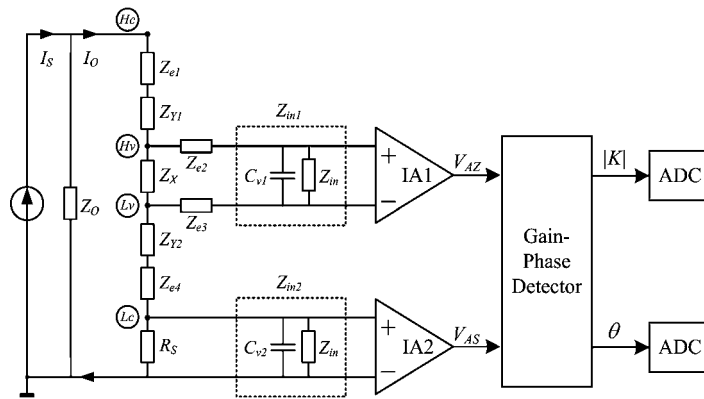 Hc
I_S
I_O
Z_e1
Z_Y1
Z_in1
Hv
Z_e2
Z_X
C_v1
Z_in
+
−
IA1
V_AZ
|K|
ADC
Z_O
Lv
Z_e3
Z_Y2
Gain-
Phase
Detector
Z_e4
Z_in2
Lc
R_S
C_v2
Z_in
+
−
IA2
V_AS
θ
ADC